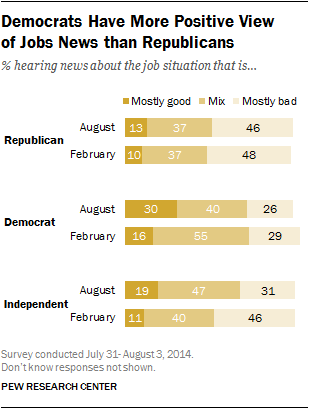 Democrats Have More Positive View
of Jobs News than Republicans
% hearing news about the job situation that is...
Mostly good Mix Mostly bad
Republican
August 13 37 46
February 10 37 48
Democrat
August 30 40 26
February 16 55 29
Independent
August 19 47 31
February 11 40 46
Survey conducted July 31- August 3, 2014.
Don't know responses not shown.
PEW RESEARCH CENTER